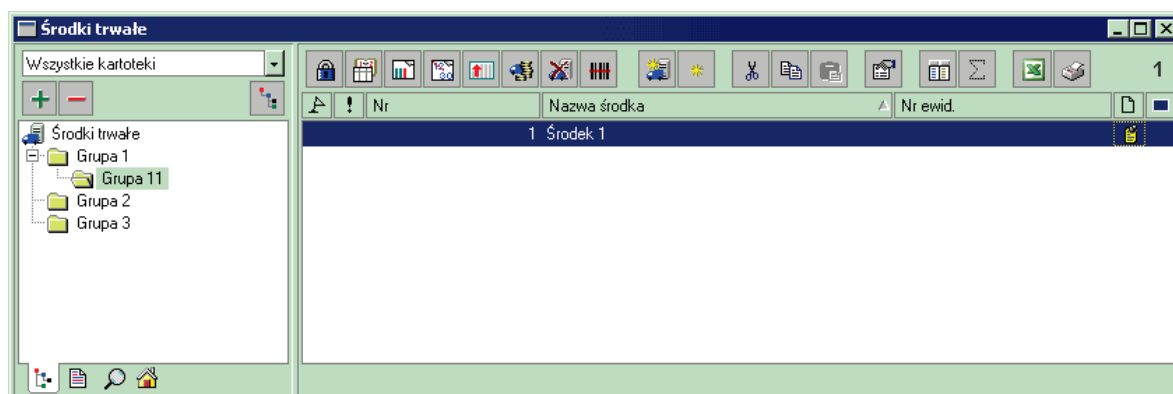 Środki trwałe
Wszystkie kartoteki
1
! Nr Nazwa środka Nr ewid.
1 Środek 1
Środki trwałe
Grupa 1
Grupa 11
Grupa 2
Grupa 3